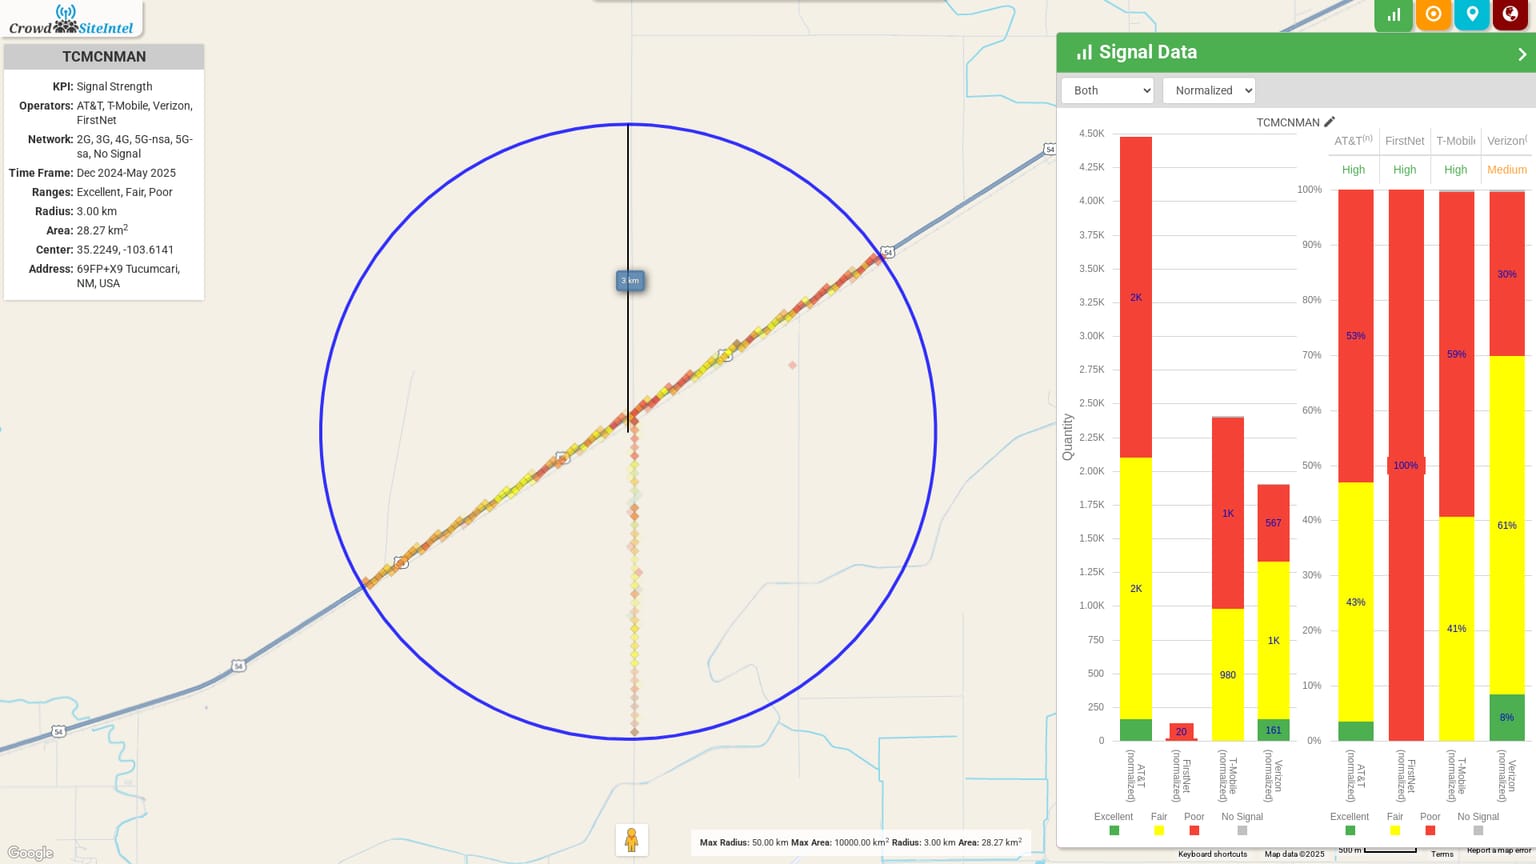 CrowdSiteIntel
TCMCNMAN
KPI: Signal Strength
Operators: AT&T, T-Mobile, Verizon,
FirstNet
Network: 2G, 3G, 4G, 5G-nsa, 5G-
sa, No Signal
Time Frame: Dec 2024-May 2025
Ranges: Excellent, Fair, Poor
Radius: 3.00 km
Area: 28.27 km²
Center: 35.2249, -103.6141
Address: 69FP+X9 Tucumcari,
NM, USA
3 km
54
54
54
54
Google
Max Radius: 50.00 km Max Area: 10000.00 km² Radius: 3.00 km Area: 28.27 km²
Signal Data
Both
Normalized
TCMCNMAN
Quantity
4.50K
4.25K
4.00K
3.75K
3.50K
3.25K
3.00K
2.75K
2.50K
2.25K
2.00K
1.75K
1.50K
1.25K
1.00K
750
500
250
0
2K
2K
20
1K
980
567
1K
161
AT&T
(normalized)
FirstNet
(normalized)
T-Mobile
(normalized)
Verizon
(normalized)
Excellent Fair Poor No Signal
AT&T(n) FirstNet T-Mobile Verizon(
High High High Medium
100%
90%
80%
70%
60%
50%
40%
30%
20%
10%
0%
53%
43%
100%
59%
41%
30%
61%
8%
AT&T
(normalized)
FirstNet
(normalized)
T-Mobile
(normalized)
Verizon
(normalized)
Excellent Fair Poor No Signal
Keyboard shortcuts Map data ©2025 500 m Terms Report a map error